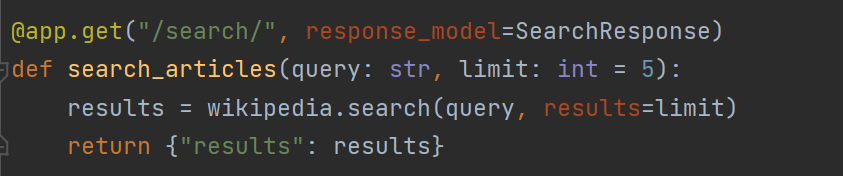 @app.get("/search/", response_model=SearchResponse)
def search_articles(query: str, limit: int = 5):
    results = wikipedia.search(query, results=limit)
    return {"results": results}